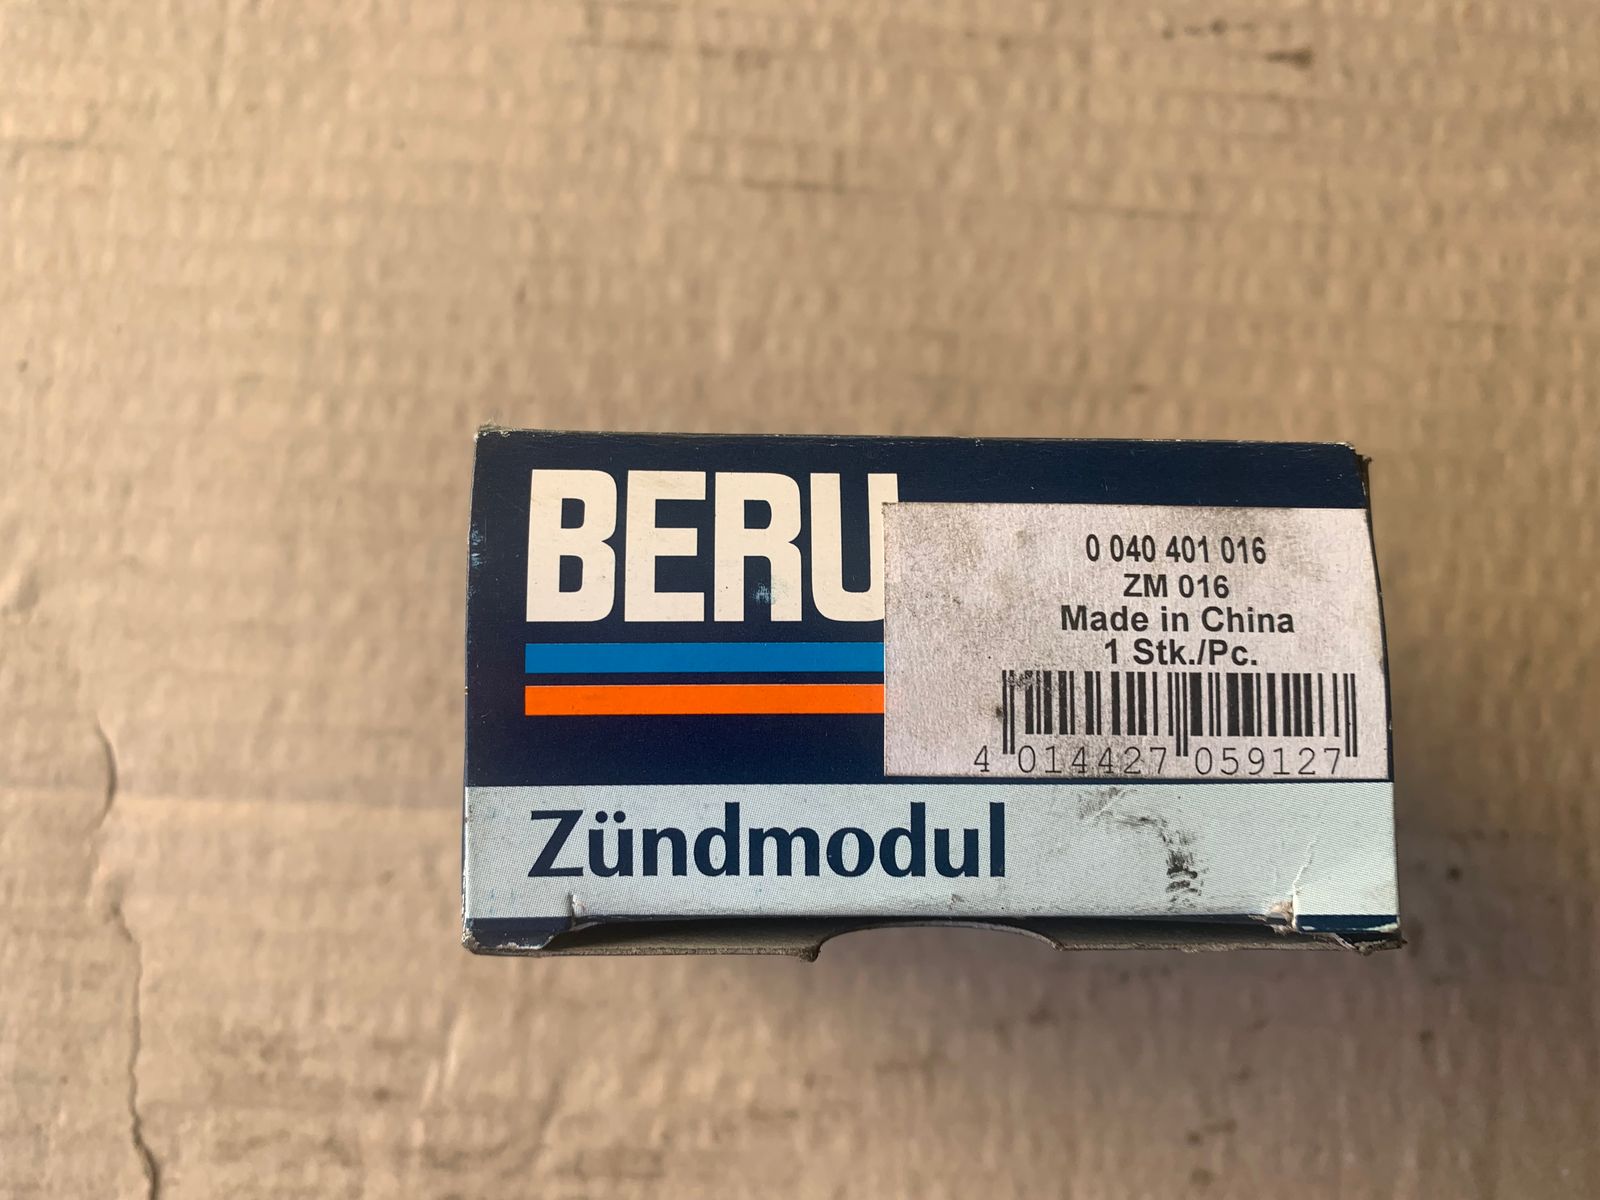 BERU
0 040 401 016
ZM 016
Made in China
1 Stk./Pc.
4 014427 059127
Zündmodul